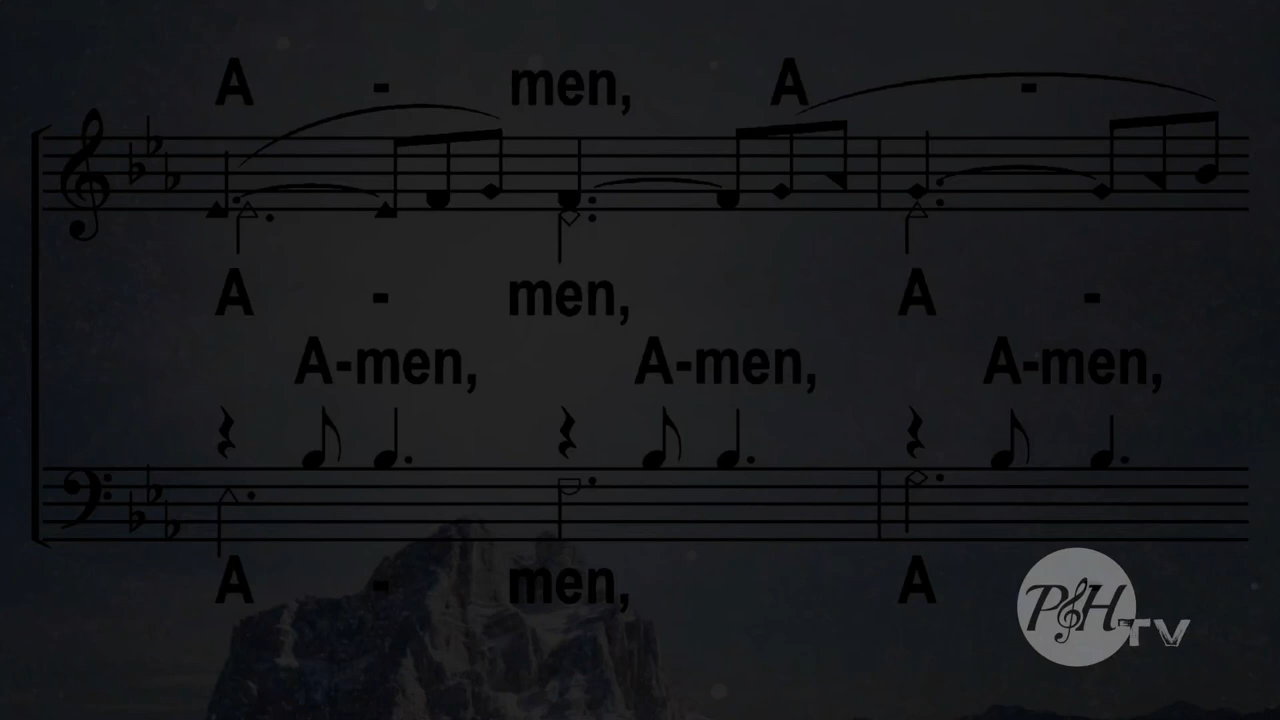 A - men, A -
A - men, A -
A-men, A-men, A-men,
A - men, A
P&H TV